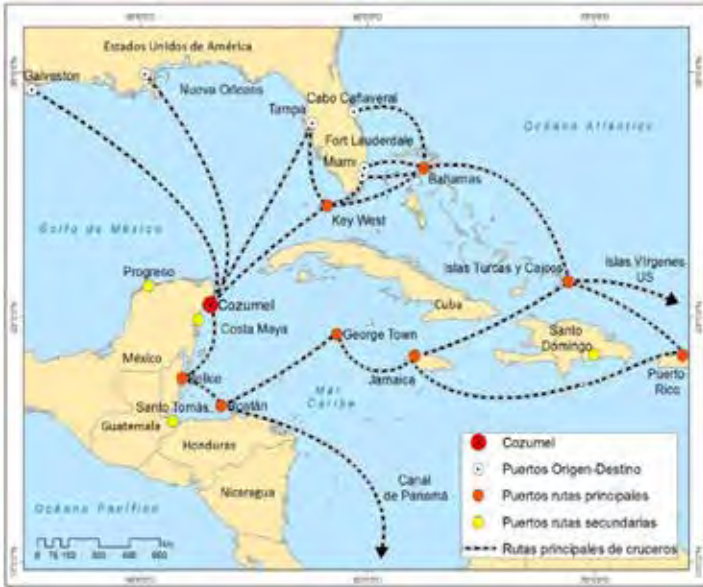 Estados Unidos de América
Galveston
Nuova Orleans
Tampa
Cabo Cañaveral
Fort Lauderdale
Miami
Bahamas
Océano Atlántico
Key West
Golfo de México
Progreso
Cozumel
Costa Maya
Cuba
Islas Turcas y Caicos
Islas Vírgenes
US
México
Belice
George Town
Jamaica
Santo
Domingo
Puerto
Rico
Mar
Caribe
Santo Tomás
Roatán
Guatemala
Honduras
Nicaragua
Canal
de Panamá
Océano Pacífico
Km
Cozumel
Puertos Origen-Destino
Puertos rutas principales
Puertos rutas secundarias
Rutas principales de cruceros